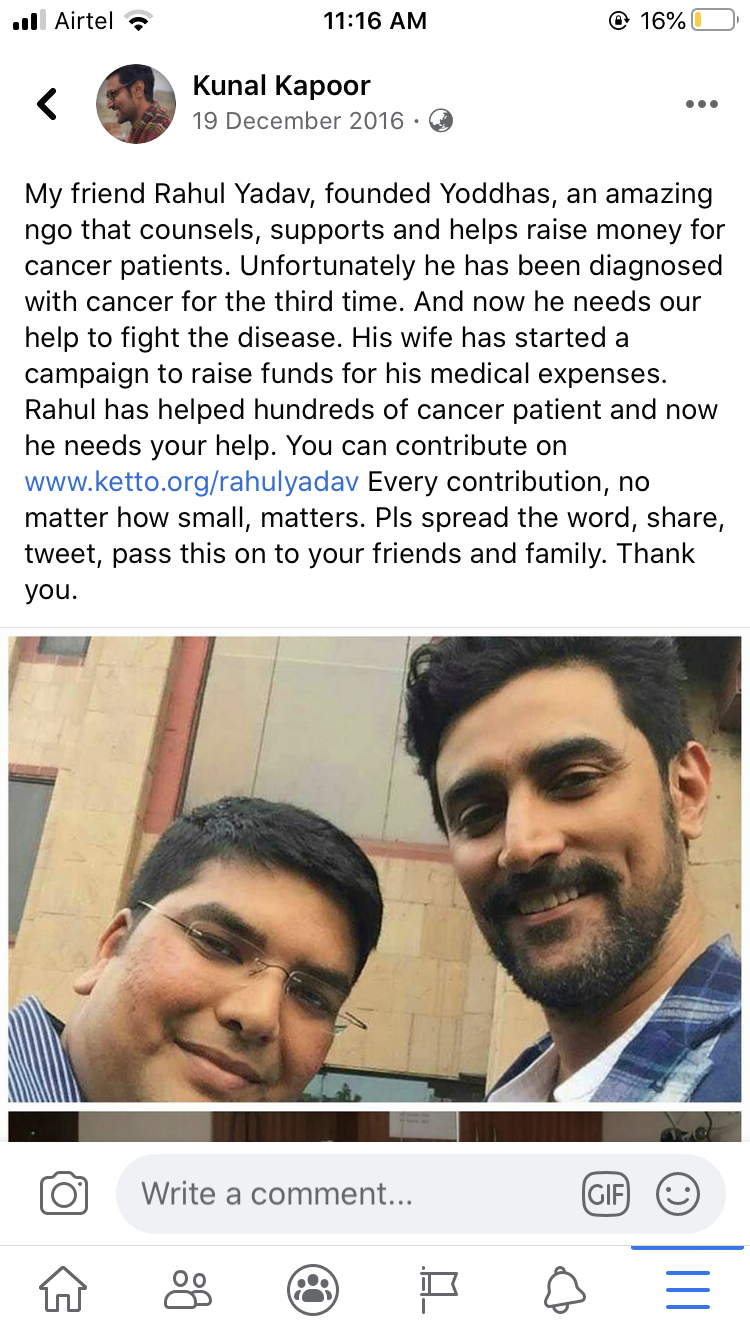 Airtel 11:16 AM 16%
Kunal Kapoor
19 December 2016 ·
My friend Rahul Yadav, founded Yoddhas, an amazing
ngo that counsels, supports and helps raise money for
cancer patients. Unfortunately he has been diagnosed
with cancer for the third time. And now he needs our
help to fight the disease. His wife has started a
campaign to raise funds for his medical expenses.
Rahul has helped hundreds of cancer patient and now
he needs your help. You can contribute on
www.ketto.org/rahulyadav Every contribution, no
matter how small, matters. Pls spread the word, share,
tweet, pass this on to your friends and family. Thank
you.
Write a comment... GIF